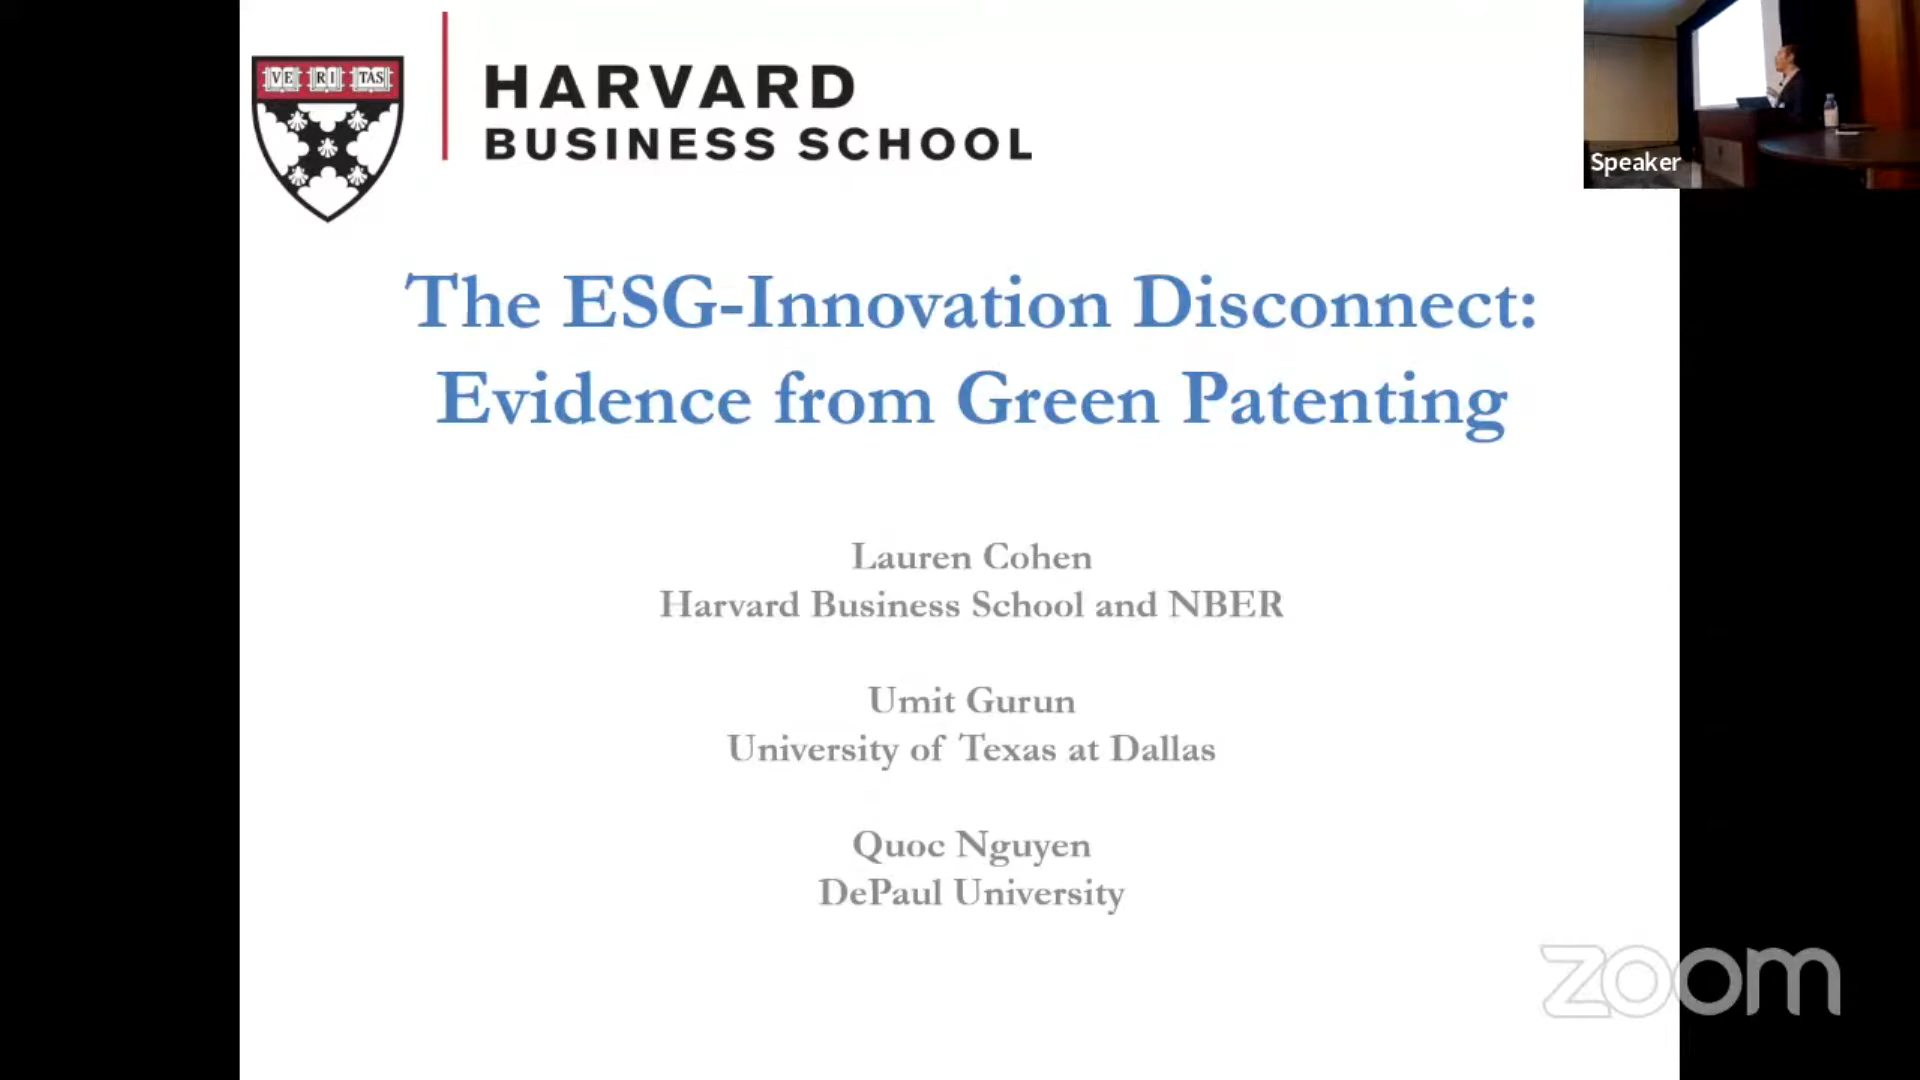 VE RI TAS
HARVARD
BUSINESS SCHOOL
Speaker
The ESG-Innovation Disconnect:
Evidence from Green Patenting
Lauren Cohen
Harvard Business School and NBER
Umit Gurun
University of Texas at Dallas
Quoc Nguyen
DePaul University
zoom